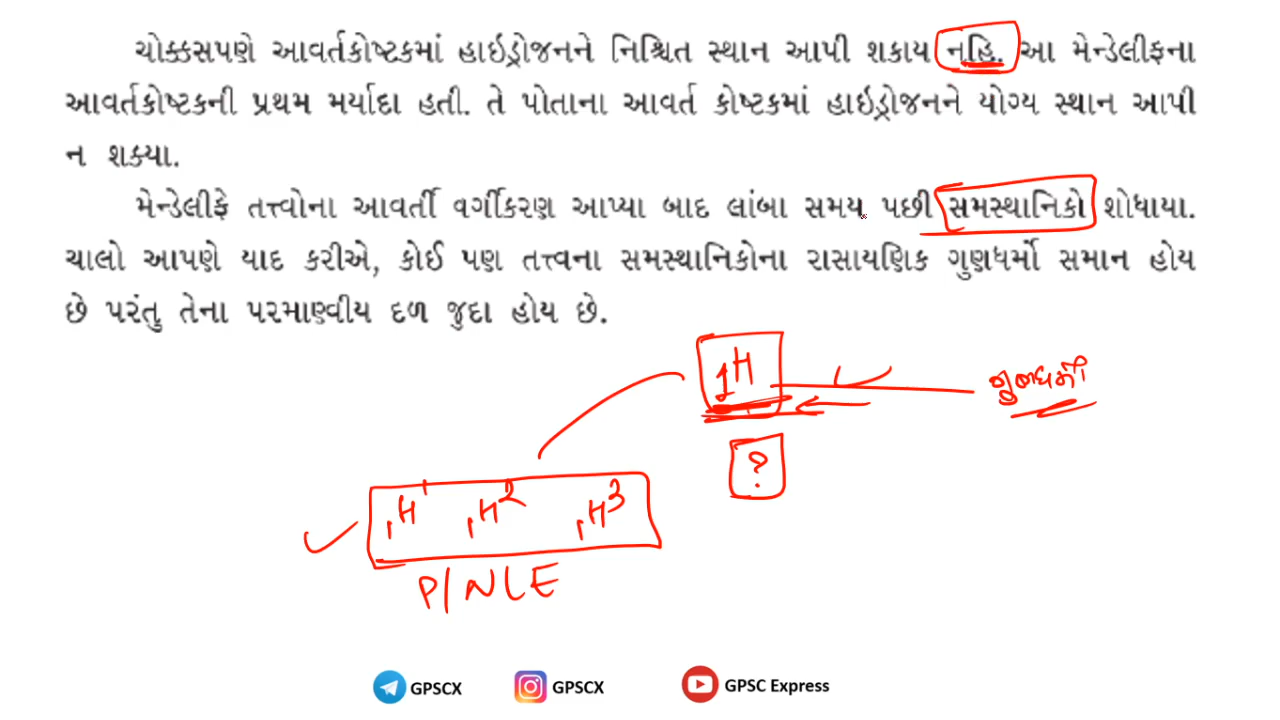 ચોક્કસપણે આવર્તકોષ્ટકમાં હાઇડ્રોજનને નિશ્ચિત સ્થાન આપી શકાય નહિ. આ મેન્ડેલીફના
આવર્તકોષ્ટકની પ્રથમ મર્યાદા હતી. તે પોતાના આવર્ત કોષ્ટકમાં હાઇડ્રોજનને યોગ્ય સ્થાન આપી
ન શક્યા.
મેન્ડેલીફે તત્ત્વોના આવર્તી વર્ગીકરણ આપ્યા બાદ લાંબા સમય પછી સમસ્થાનિકો શોધાયા.
ચાલો આપણે યાદ કરીએ, કોઈ પણ તત્ત્વના સમસ્થાનિકોના રાસાયણિક ગુણધર્મો સમાન હોય
છે પરંતુ તેના પરમાણ્વીય દળ જુદા હોય છે.
1H ગુણધર્મો
?
₁H¹ ₁H² ₁H³
P/N/E
GPSCX GPSCX GPSC Express